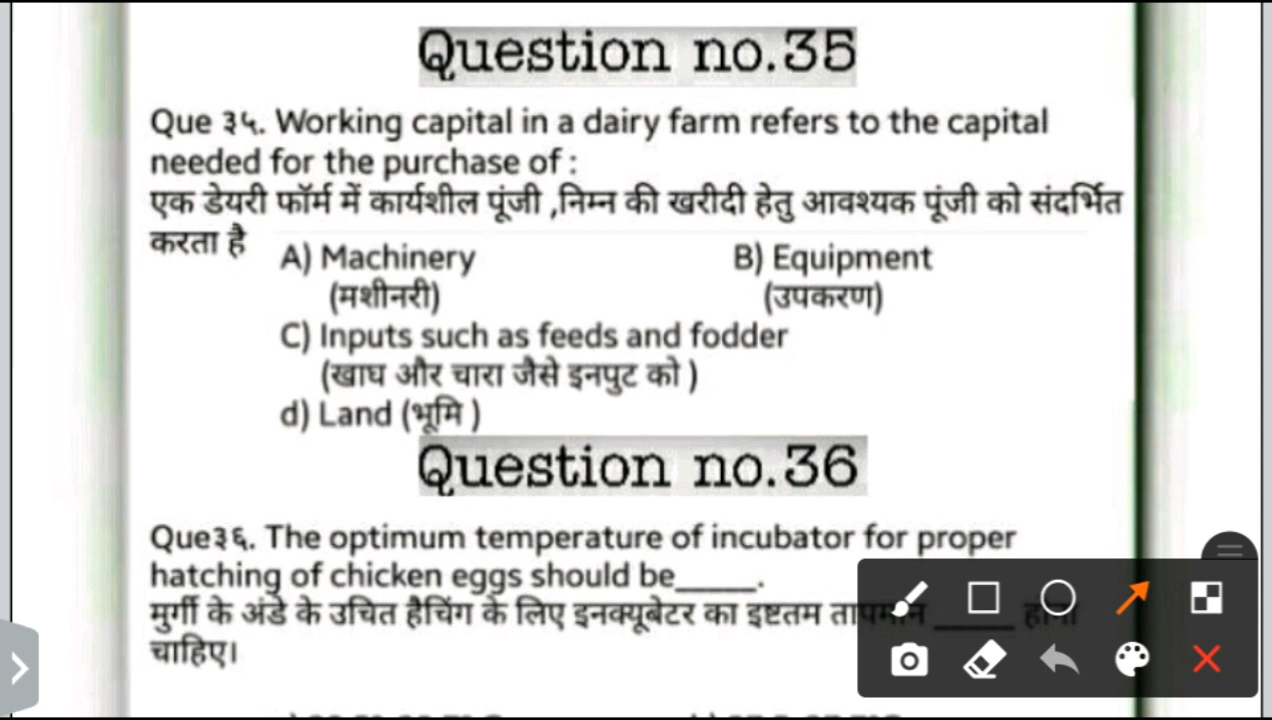 Question no.35
Que ३५. Working capital in a dairy farm refers to the capital
needed for the purchase of :
एक डेयरी फॉर्म में कार्यशील पूंजी ,निम्न की खरीदी हेतु आवश्यक पूंजी को संदर्भित
करता है
A) Machinery B) Equipment
(मशीनरी) (उपकरण)
C) Inputs such as feeds and fodder
(खाघ और चारा जैसे इनपुट को )
d) Land (भूमि )
Question no.36
Que३६. The optimum temperature of incubator for proper
hatching of chicken eggs should be_____.
मुर्गी के अंडे के उचित हैचिंग के लिए इनक्यूबेटर का इष्टतम तापमान _____ होना
चाहिए।